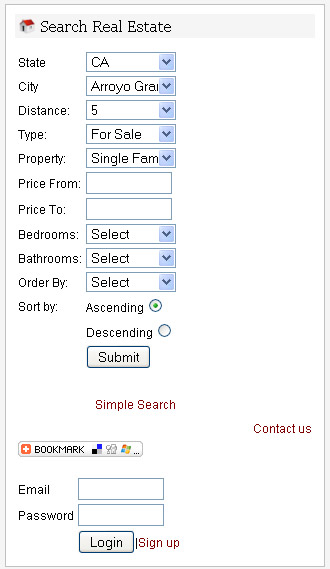 Search Real Estate
State CA
City Arroyo Gran
Distance: 5
Type: For Sale
Property: Single Fam
Price From:
Price To:
Bedrooms: Select
Bathrooms: Select
Order By: Select
Sort by: Ascending
Descending
Submit
Simple Search
Contact us
BOOKMARK ...
Email
Password
Login |Sign up